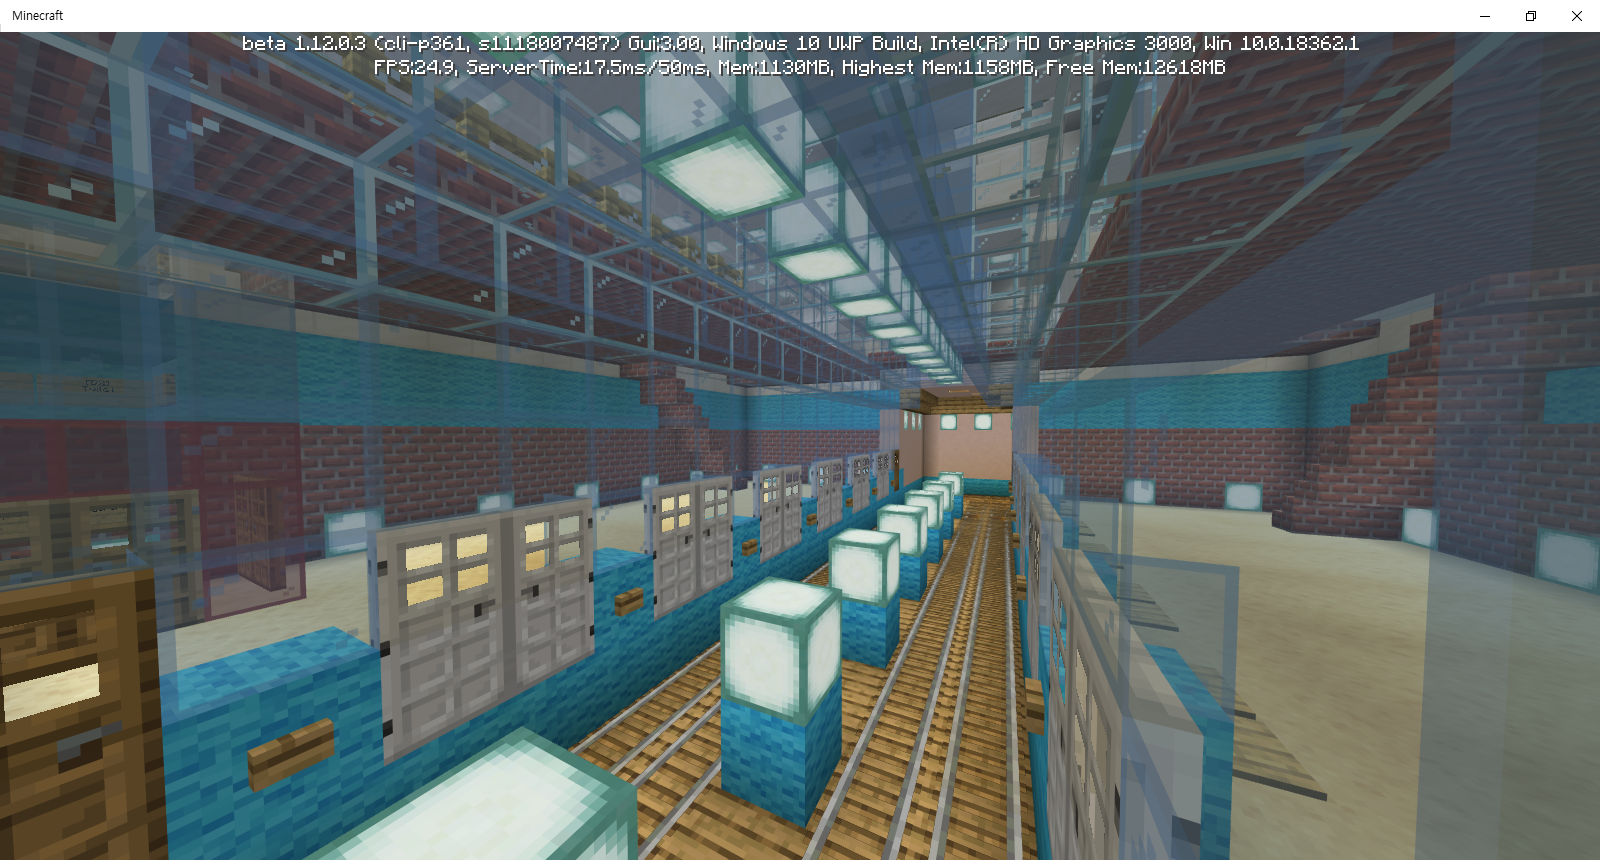 Minecraft
beta 1.12.0.3 (cli-p361, s1118007487) Gui:3.00, Windows 10 UWP Build, Intel(R) HD Graphics 3000, Win 10.0.18362.1
FPS:24.9, ServerTime:17.5ms/50ms, Mem:1130MB, Highest Mem:1158MB, Free Mem:12618MB